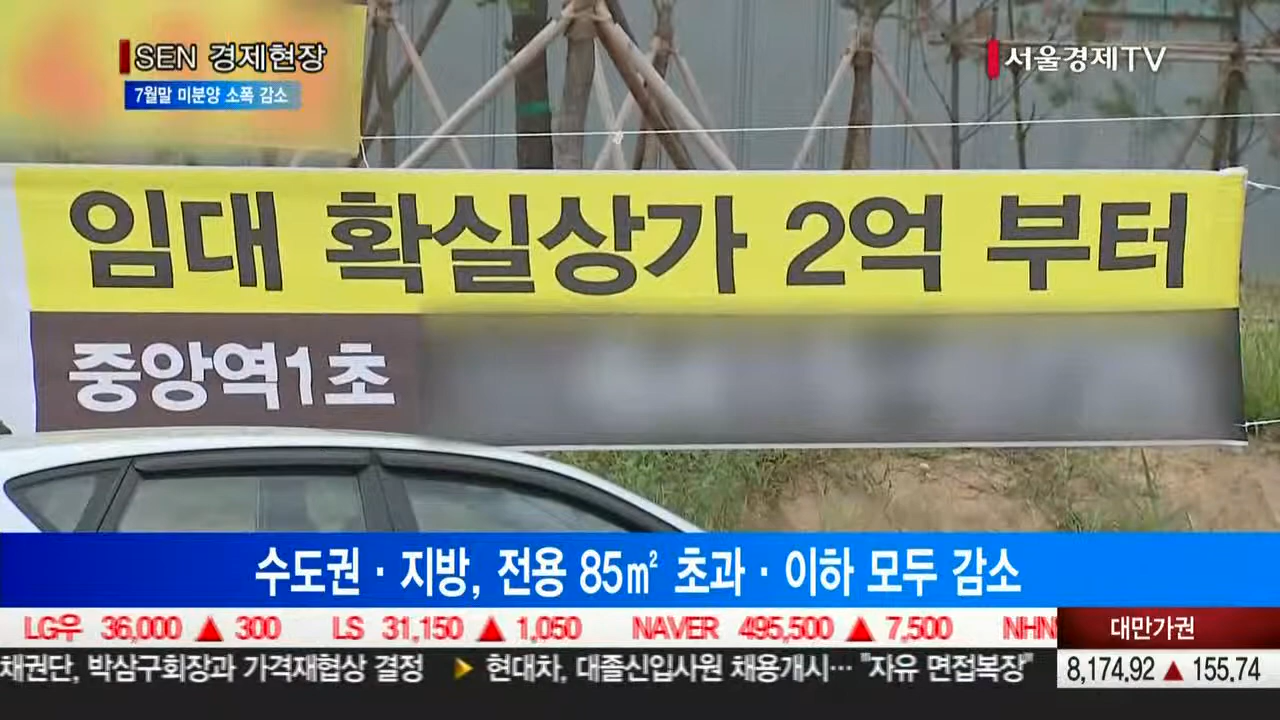 SEN 경제현장
서울경제TV
7월말 미분양 소폭 감소
임대 확실상가 2억 부터
중앙역1초
수도권·지방, 전용 85㎡ 초과·이하 모두 감소
LG우 36,000 ▲ 300 LS 31,150 ▲ 1,050 NAVER 495,500 ▲ 7,500 NHN
대만가권
채권단, 박삼구회장과 가격재협상 결정 ▶ 현대차, 대졸신입사원 채용개시… "자유 면접복장"
8,174.92 ▲ 155.74